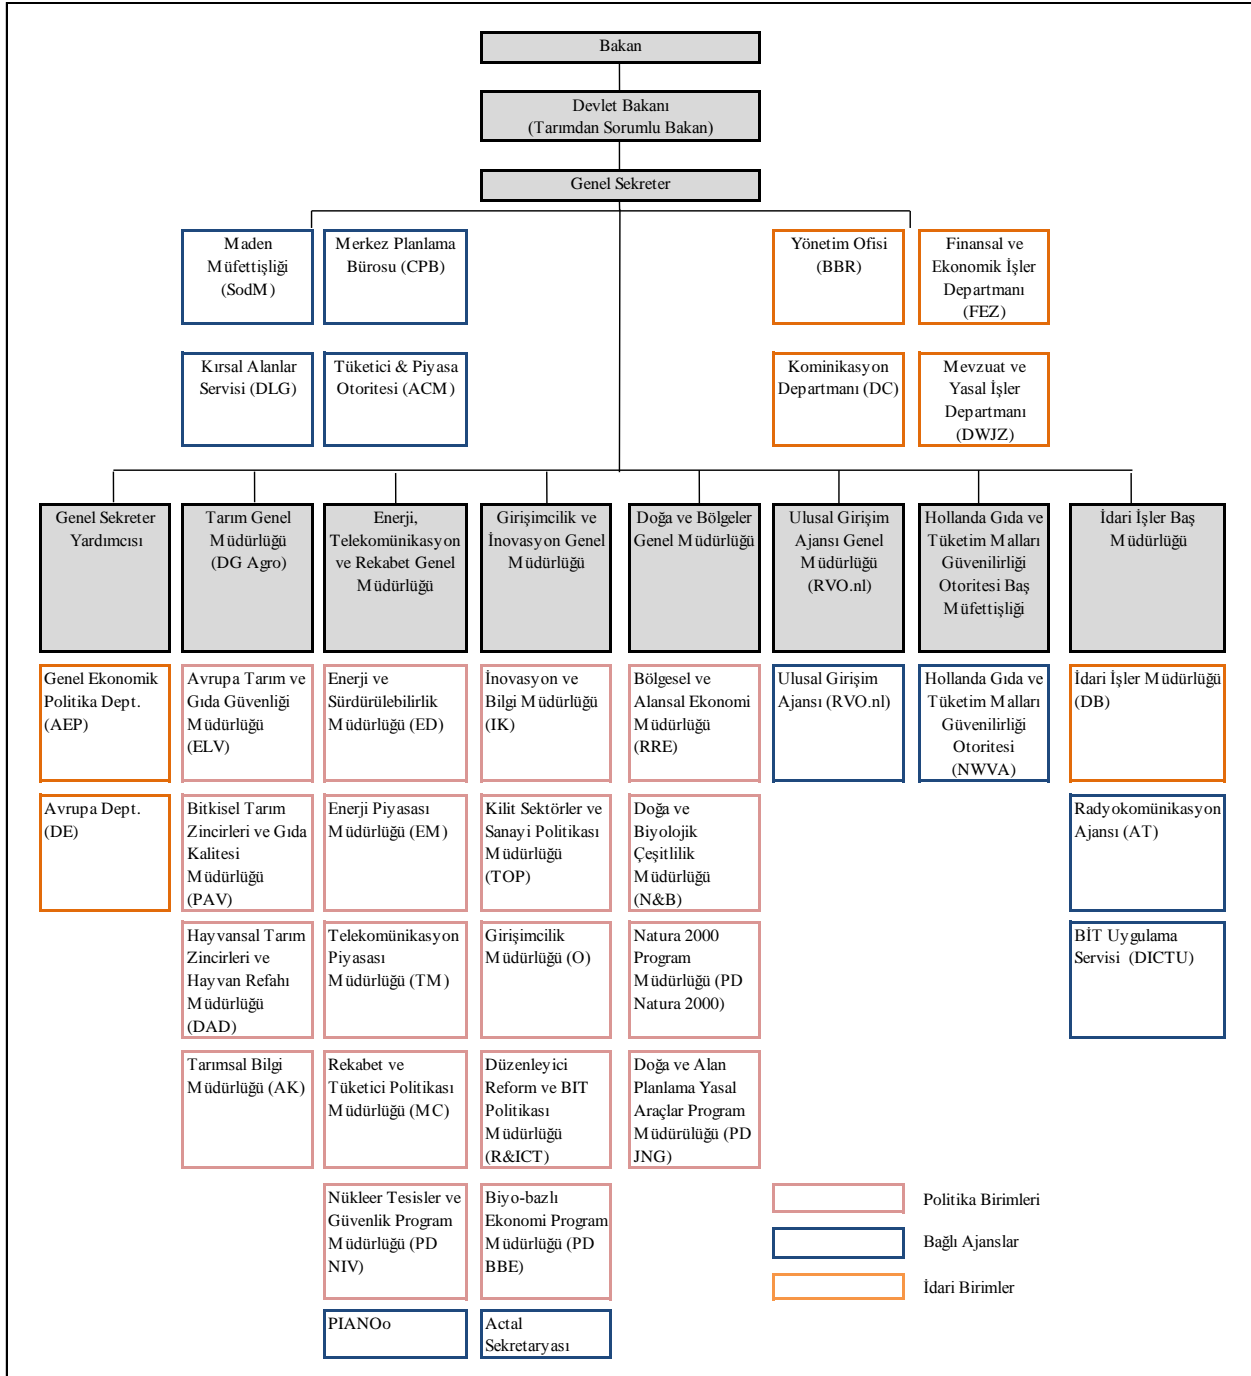 Bakan
Devlet Bakanı
(Tarımdan Sorumlu Bakan)
Genel Sekreter
Maden
Müfettişliği
(SodM)
Merkez Planlama
Bürosu (CPB)
Yönetim Ofisi
(BBR)
Finansal ve
Ekonomik İşler
Departmanı
(FEZ)
Kırsal Alanlar
Servisi (DLG)
Tüketici & Piyasa
Otoritesi (ACM)
Kominikasyon
Departmanı (DC)
Mevzuat ve
Yasal İşler
Departmanı
(DWJZ)
Genel Sekreter
Yardımcısı
Tarım Genel
Müdürlüğü
(DG Agro)
Enerji,
Telekomünikasyon
ve Rekabet Genel
Müdürlüğü
Girişimcilik ve
İnovasyon Genel
Müdürlüğü
Doğa ve Bölgeler
Genel Müdürlüğü
Ulusal Girişim
Ajansı Genel
Müdürlüğü
(RVO.nl)
Hollanda Gıda ve
Tüketim Malları
Güvenilirliği
Otoritesi Baş
Müfettişliği
İdari İşler Baş
Müdürlüğü
Genel Ekonomik
Politika Dept.
(AEP)
Avrupa Tarım ve
Gıda Güvenliği
Müdürlüğü
(ELV)
Enerji ve
Sürdürülebilirlik
Müdürlüğü (ED)
İnovasyon ve
Bilgi Müdürlüğü
(IK)
Bölgesel ve
Alansal Ekonomi
Müdürlüğü
(RRE)
Ulusal Girişim
Ajansı (RVO.nl)
Hollanda Gıda ve
Tüketim Malları
Güvenilirliği
Otoritesi
(NWVA)
İdari İşler Müdürlüğü
(DB)
Avrupa Dept.
(DE)
Bitkisel Tarım
Zincirleri ve Gıda
Kalitesi
Müdürlüğü
(PAV)
Enerji Piyasası
Müdürlüğü (EM)
Kilit Sektörler ve
Sanayi Politikası
Müdürlüğü
(TOP)
Doğa ve
Biyolojik
Çeşitlilik
Müdürlüğü
(N&B)
Radyokomünikasyon
Ajansı (AT)
Hayvansal Tarım
Zincirleri ve
Hayvan Refahı
Müdürlüğü
(DAD)
Telekomünikasyon
Piyasası
Müdürlüğü (TM)
Girişimcilik
Müdürlüğü (O)
Natura 2000
Program
Müdürlüğü (PD
Natura 2000)
BİT Uygulama
Servisi (DICTU)
Tarımsal Bilgi
Müdürlüğü (AK)
Rekabet ve
Tüketici Politikası
Müdürlüğü (MC)
Düzenleyici
Reform ve BIT
Politikası
Müdürlüğü
(R&ICT)
Doğa ve Alan
Planlama Yasal
Araçlar Program
Müdürülüğü (PD
JNG)
Nükleer Tesisler ve
Güvenlik Program
Müdürlüğü (PD
NIV)
Biyo-bazlı
Ekonomi Program
Müdürlüğü (PD
BBE)
Politika Birimleri
Bağlı Ajanslar
İdari Birimler
PIANOo
Actal
Sekretaryası